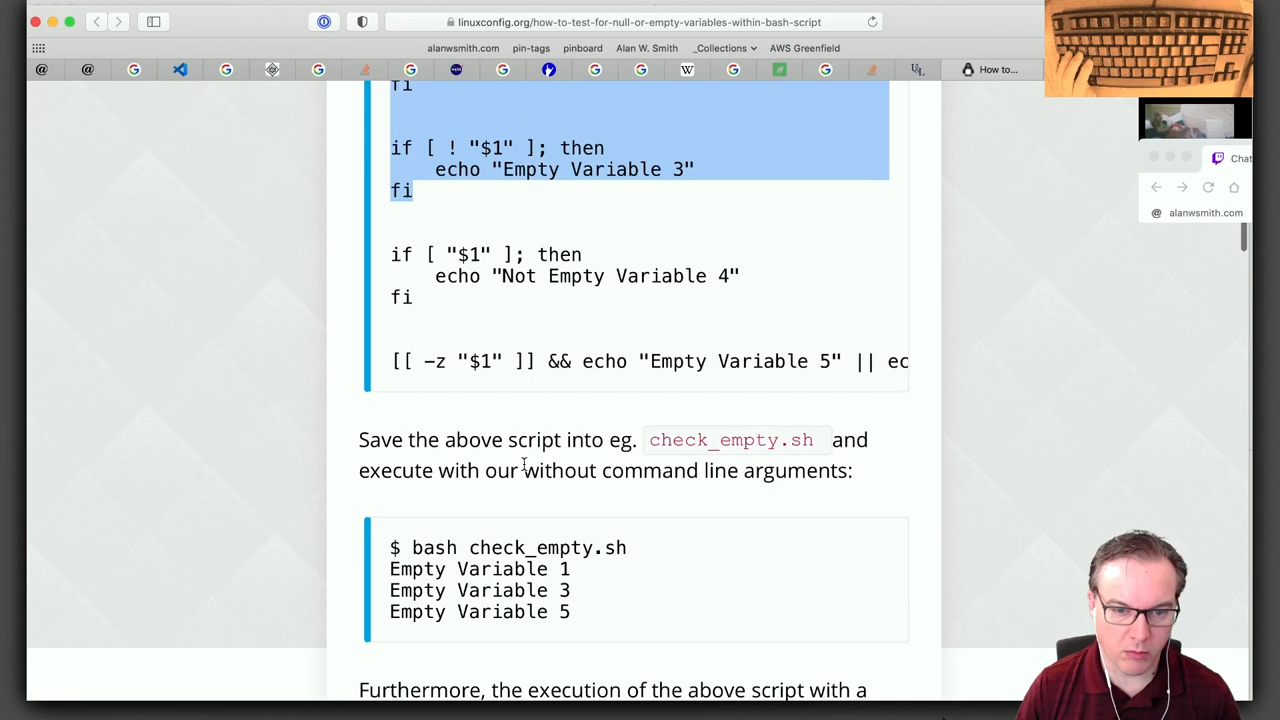 linuxconfig.org/how-to-test-for-null-or-empty-variables-within-bash-script
alanwsmith.com pin-tags pinboard Alan W. Smith _Collections AWS Greenfield
How to...
fi
if [ ! "$1" ]; then
echo "Empty Variable 3"
fi
if [ "$1" ]; then
echo "Not Empty Variable 4"
fi
[[ -z "$1" ]] && echo "Empty Variable 5" || ec
Save the above script into eg. check_empty.sh and
execute with our without command line arguments:
$ bash check_empty.sh
Empty Variable 1
Empty Variable 3
Empty Variable 5
Furthermore, the execution of the above script with a
Chat
@ alanwsmith.com